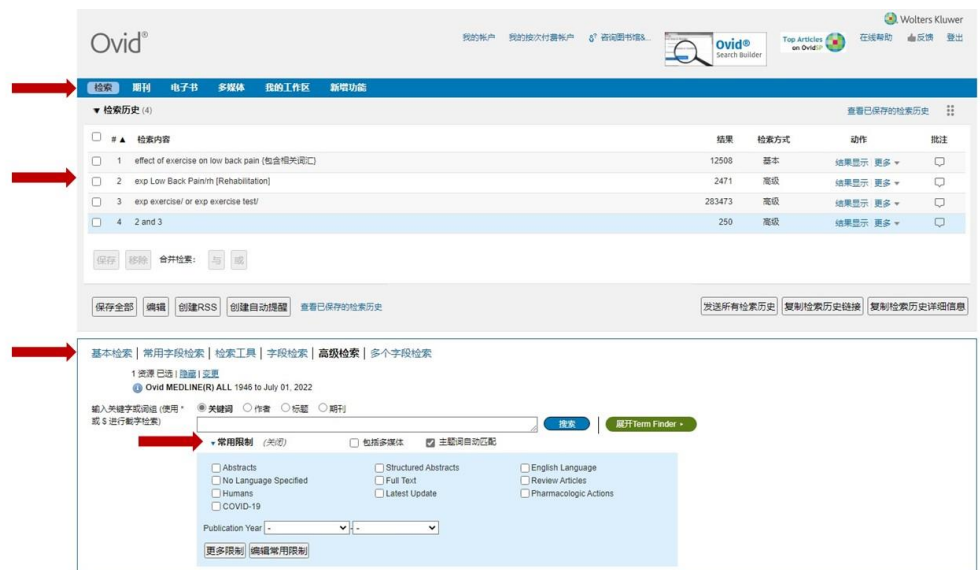 Wolters Kluwer
Ovid®
我的帐户 我的按次付费帐户 咨询图书馆&... Ovid® Search Builder Top Articles on OvidSP 在线帮助 反馈 登出
检索 期刊 电子书 多媒体 我的工作区 新增功能
▼ 检索历史 (4) 查看已保存的检索历史
# ▲ 检索内容 结果 检索方式 动作 批注
1 effect of exercise on low back pain {包含相关词汇} 12508 基本 结果显示 更多
2 exp Low Back Pain/rh [Rehabilitation] 2471 高级 结果显示 更多
3 exp exercise/ or exp exercise test/ 283473 高级 结果显示 更多
4 2 and 3 250 高级 结果显示 更多
保存 移除 合并检索: 与 或
保存全部 编辑 创建RSS 创建自动提醒 查看已保存的检索历史 发送所有检索历史 复制检索历史链接 复制检索历史详细信息
基本检索 | 常用字段检索 | 检索工具 | 字段检索 | 高级检索 | 多个字段检索
1 资源 已选 | 隐藏 | 变更
Ovid MEDLINE(R) ALL 1946 to July 01, 2022
输入关键字或词组 (使用 * 关键词 作者 标题 期刊
或 $ 进行截字检索)
搜索 展开Term Finder
▼ 常用限制 (关闭) 包括多媒体 主题词自动匹配
Abstracts Structured Abstracts English Language
No Language Specified Full Text Review Articles
Humans Latest Update Pharmacologic Actions
COVID-19
Publication Year - - -
更多限制 编辑常用限制